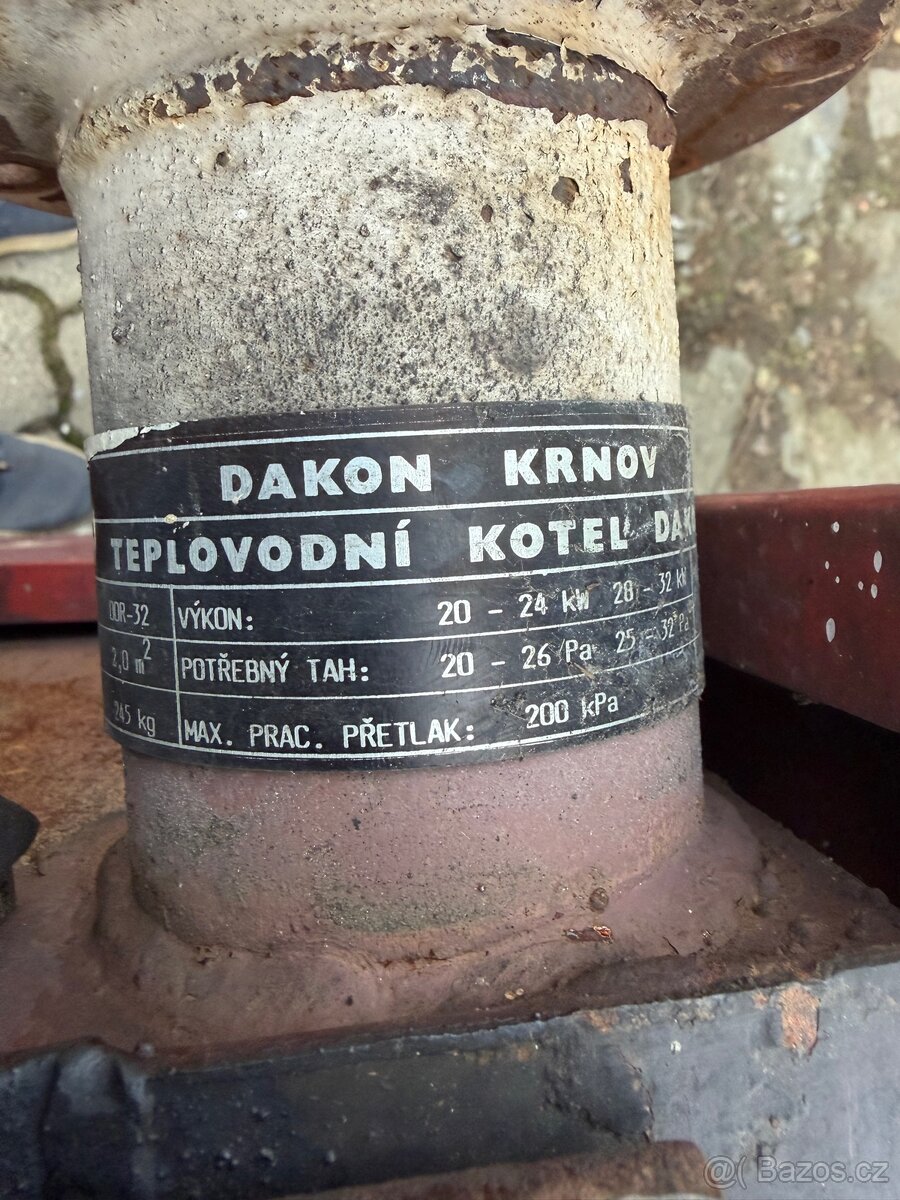 DAKON KRNOV
TEPLOVODNÍ KOTEL DAK
DOR-32 VÝKON: 20 - 24 kW 28 - 32 kW
2,0 m² POTŘEBNÝ TAH: 20 - 26 Pa 25 - 32 Pa
245 kg MAX. PRAC. PŘETLAK: 200 kPa
@( Bazos.cz